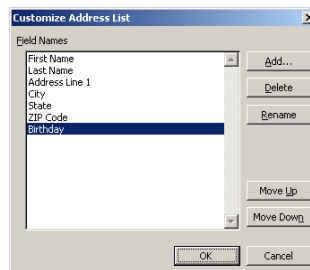 Customize Address List
Field Names
First Name
Last Name
Address Line 1
City
State
ZIP Code
Birthday
Add...
Delete
Rename
Move Up
Move Down
OK
Cancel